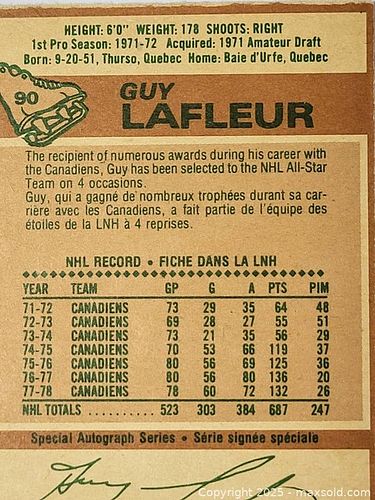 HEIGHT: 6'0" WEIGHT: 178 SHOOTS: RIGHT
1st Pro Season: 1971-72 Acquired: 1971 Amateur Draft
Born: 9-20-51, Thurso, Quebec Home: Baie d'Urfe, Quebec
90
GUY
LAFLEUR
The recipient of numerous awards during his career with
the Canadiens, Guy has been selected to the NHL All-Star
Team on 4 occasions.
Guy, qui a gagné de nombreux trophées durant sa car-
rière avec les Canadiens, a fait partie de l'équipe des
étoiles de la LNH à 4 reprises.
NHL RECORD • FICHE DANS LA LNH
YEAR TEAM GP G A PTS PIM
71-72 CANADIENS 73 29 35 64 48
72-73 CANADIENS 69 28 27 55 51
73-74 CANADIENS 73 21 35 56 29
74-75 CANADIENS 70 53 66 119 37
75-76 CANADIENS 80 56 69 125 36
76-77 CANADIENS 80 56 80 136 20
77-78 CANADIENS 78 60 72 132 26
NHL TOTALS .......... 523 303 384 687 247
Special Autograph Series • Série signée spéciale
Guy
Copyright 2025 - maxsold.com